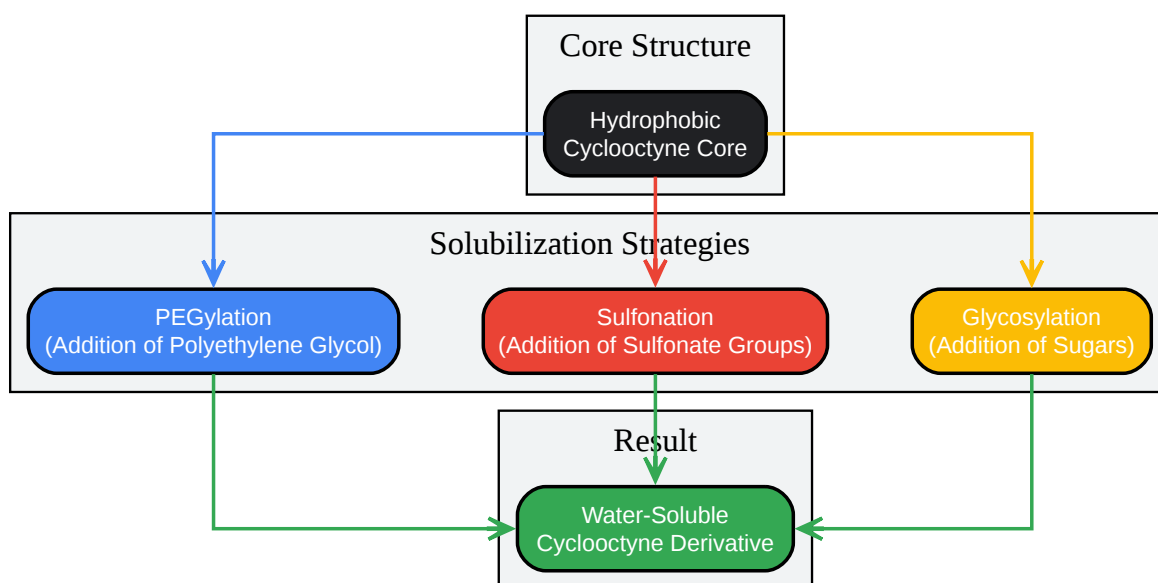 Core Structure
Hydrophobic
Cyclooctyne Core
Solubilization Strategies
PEGylation
(Addition of Polyethylene Glycol)
Sulfonation
(Addition of Sulfonate Groups)
Glycosylation
(Addition of Sugars)
Result
Water-Soluble
Cyclooctyne Derivative